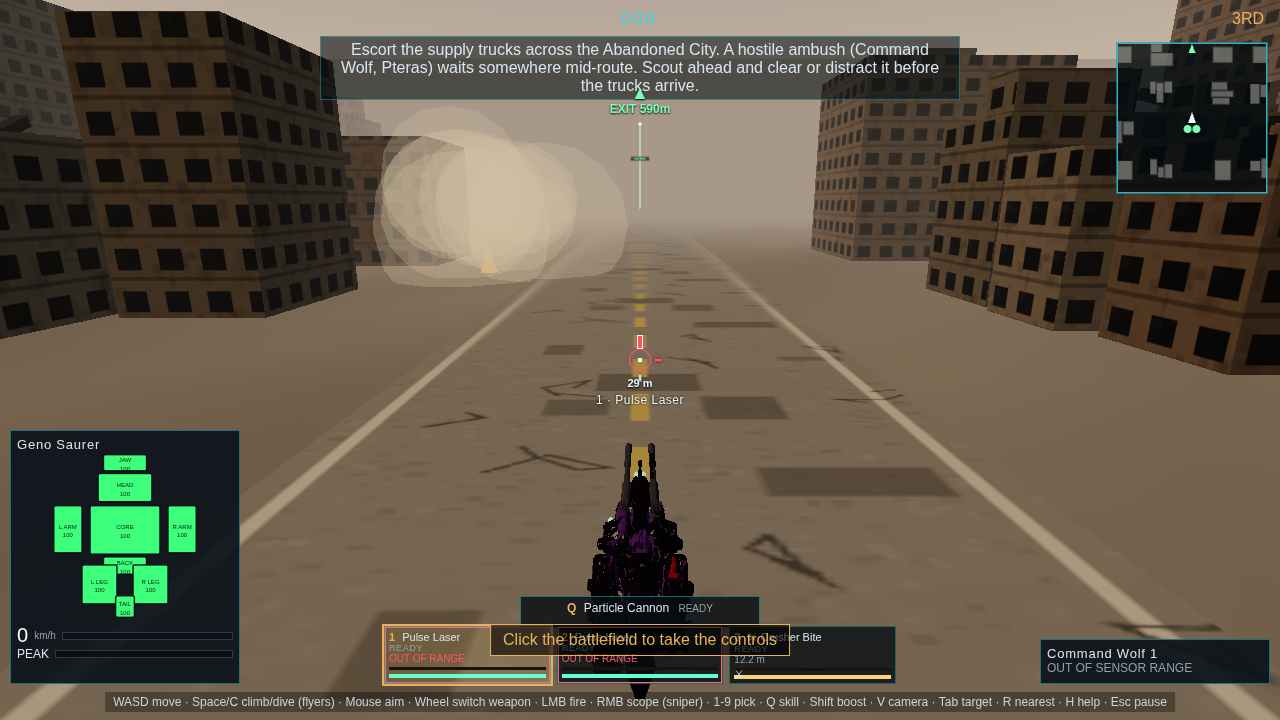 000
3RD
Escort the supply trucks across the Abandoned City. A hostile ambush (Command
Wolf, Pteras) waits somewhere mid-route. Scout ahead and clear or distract it before
the trucks arrive.
EXIT 590m
29 m
1 · Pulse Laser
Geno Saurer
JAW
100
HEAD
100
L ARM
100
CORE
100
R ARM
100
BACK
100
L LEG
100
R LEG
100
TAIL
100
0 km/h
PEAK
Q Particle Cannon READY
1 Pulse Laser
READY
OUT OF RANGE
2
READY
OUT OF RANGE
Click the battlefield to take the controls
Bite
READY
12.2 m
Command Wolf 1
OUT OF SENSOR RANGE
WASD move · Space/C climb/dive (flyers) · Mouse aim · Wheel switch weapon · LMB fire · RMB scope (sniper) · 1-9 pick · Q skill · Shift boost · V camera · Tab target · R nearest · H help · Esc pause